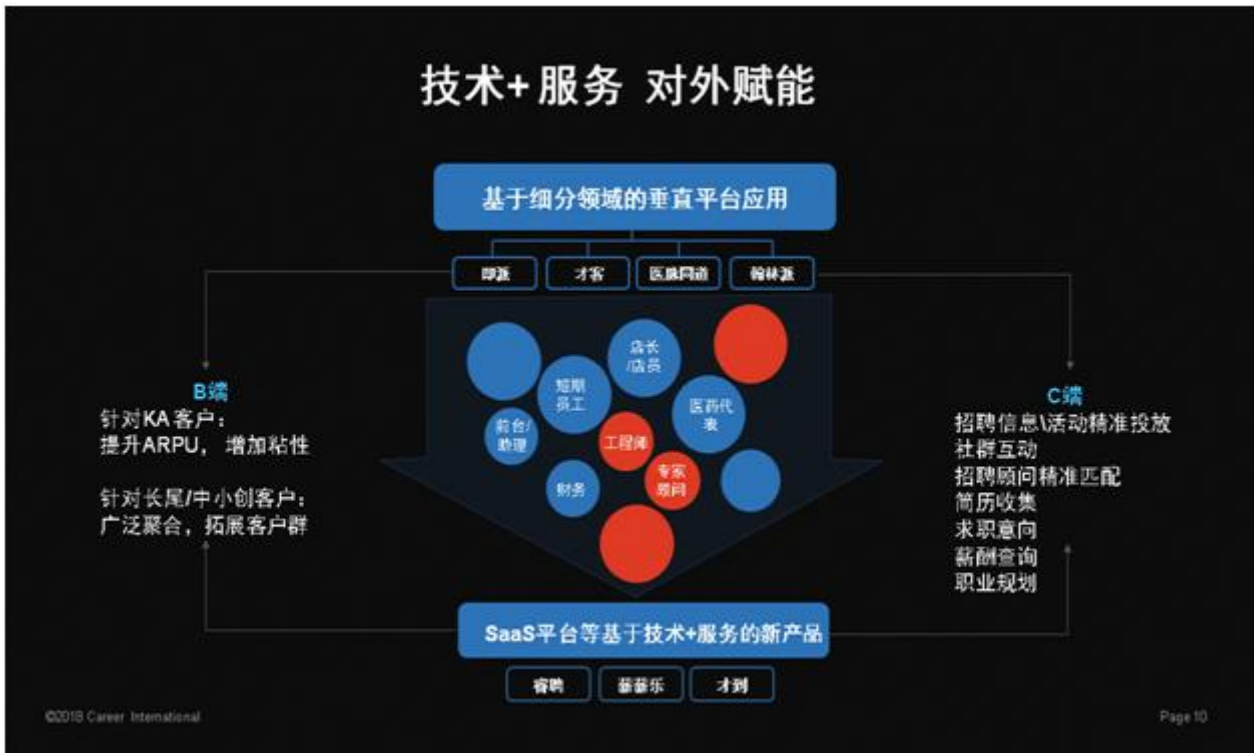 技术+ 服务 对外赋能
基于细分领域的垂直平台应用
即派
才客
医脉同道
翰林派
店长
/店员
短期
员工
医药代
表
前台/
助理
工程师
专家
顾问
财务
B端
针对KA 客户:
提升ARPU, 增加粘性
针对长尾/中小创客户:
广泛聚合, 拓展客户群
C端
招聘信息\活动精准投放
社群互动
招聘顾问精准匹配
简历收集
求职意向
薪酬查询
职业规划
SaaS平台等基于技术+服务的新产品
睿聘
薪薪乐
才到
©2018 Career International
Page 10